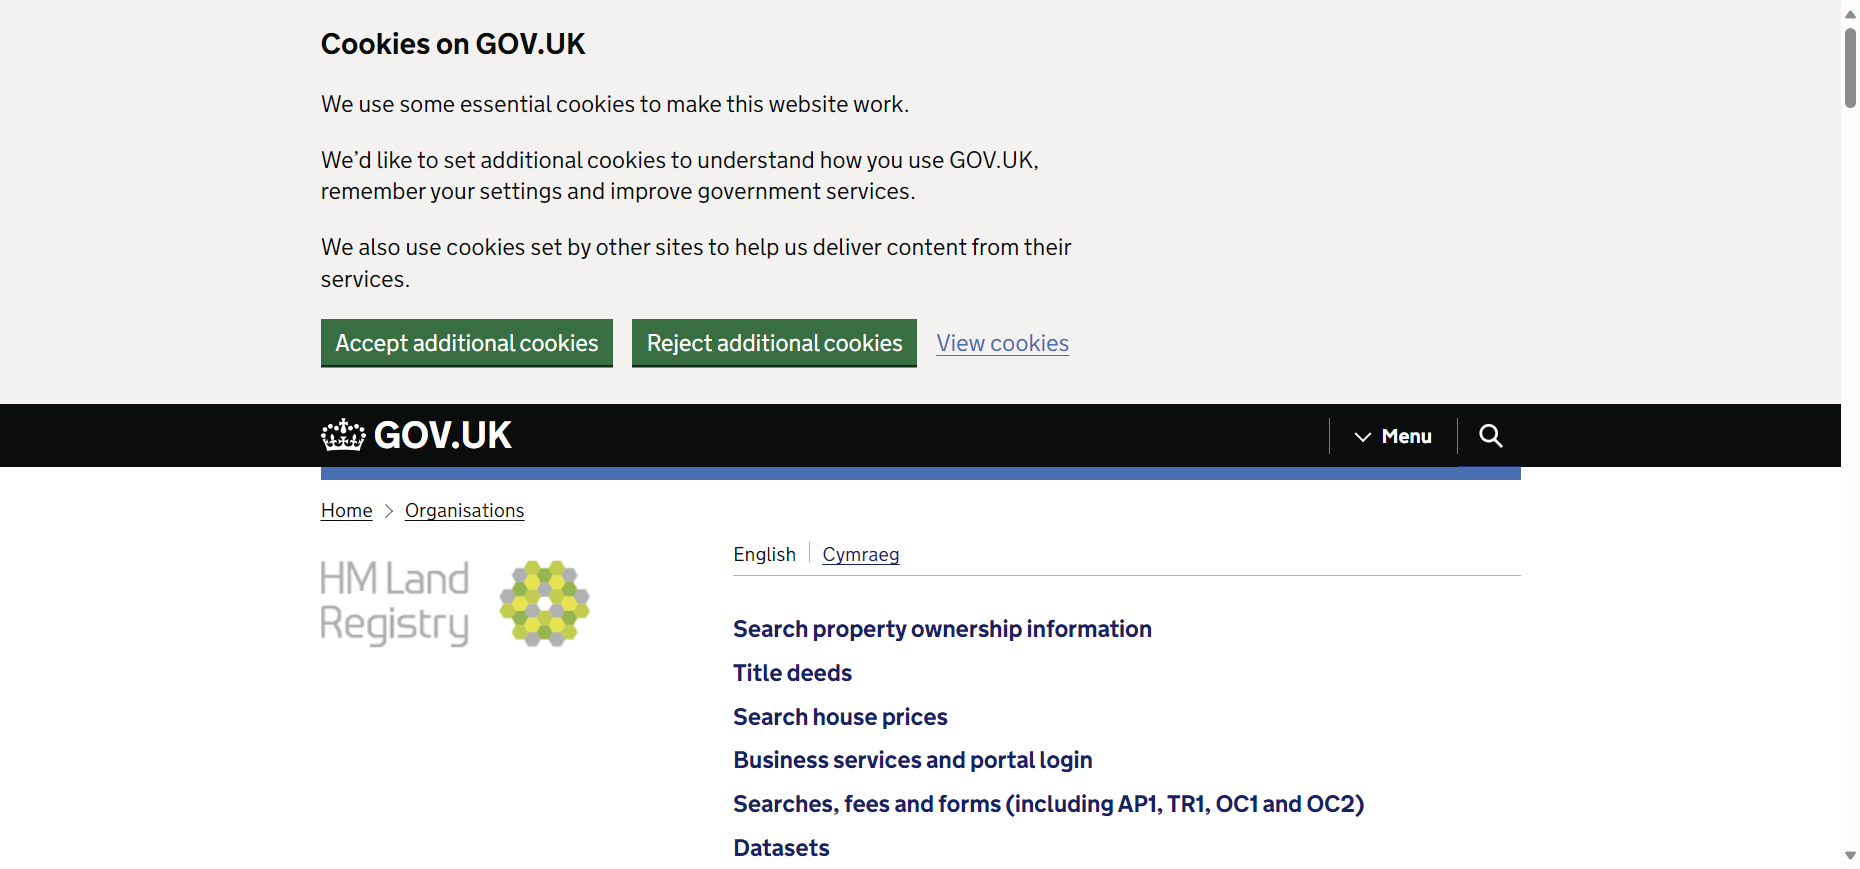 Cookies on GOV.UK
We use some essential cookies to make this website work.
We’d like to set additional cookies to understand how you use GOV.UK,
remember your settings and improve government services.
We also use cookies set by other sites to help us deliver content from their
services.
Accept additional cookies Reject additional cookies View cookies
GOV.UK Menu
Home Organisations
HM Land
Registry
English Cymraeg
Search property ownership information
Title deeds
Search house prices
Business services and portal login
Searches, fees and forms (including AP1, TR1, OC1 and OC2)
Datasets